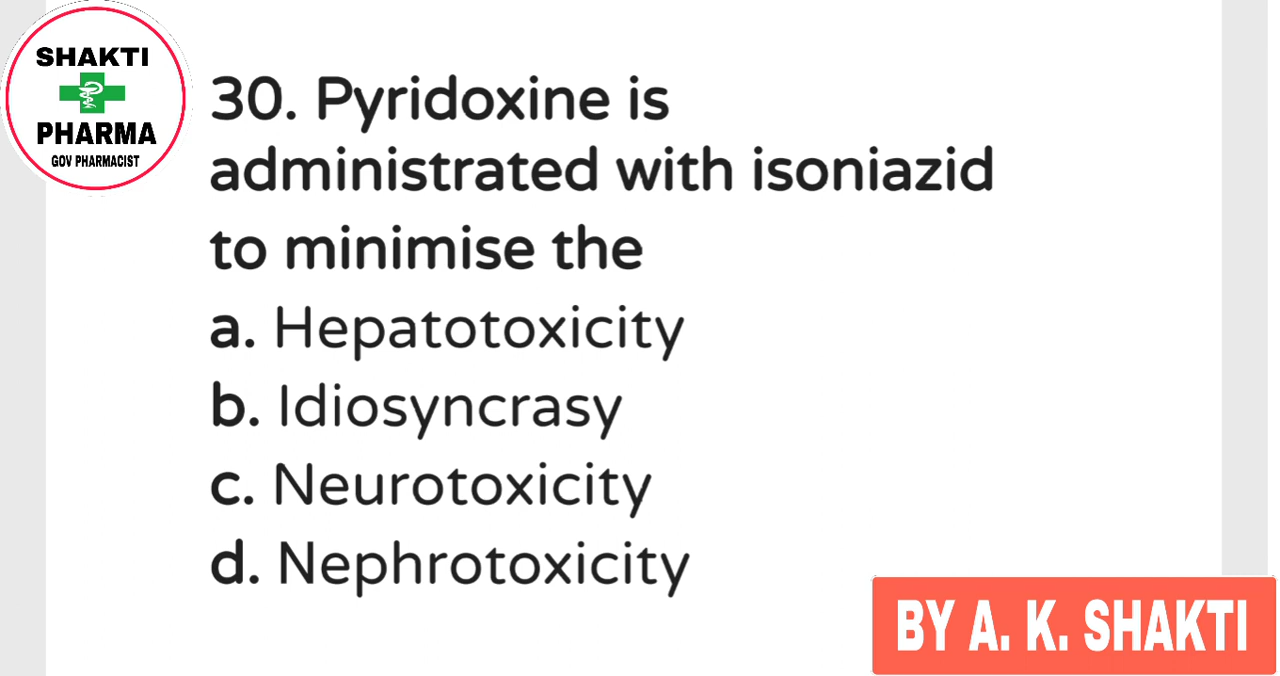 SHAKTI
PHARMA
GOV PHARMACIST
30. Pyridoxine is
administrated with isoniazid
to minimise the
a. Hepatotoxicity
b. Idiosyncrasy
c. Neurotoxicity
d. Nephrotoxicity
BY A. K. SHAKTI